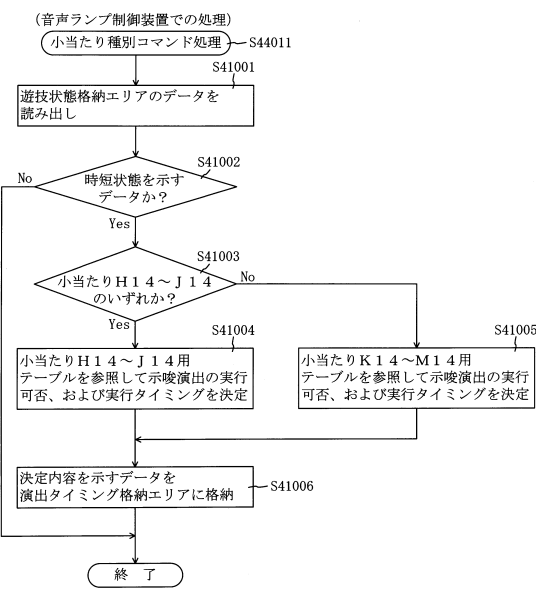 （音声ランプ制御装置での処理）
小当たり種別コマンド処理
S44011
S41001
遊技状態格納エリアのデータを
読み出し
S41002
No
時短状態を示す
データか？
Yes
S41003
小当たりＨ１４～Ｊ１４
のいずれか？
No
Yes
S41004
小当たりＨ１４～Ｊ１４用
テーブルを参照して示唆演出の実行
可否、および実行タイミングを決定
S41005
小当たりＫ１４～Ｍ１４用
テーブルを参照して示唆演出の実行
可否、および実行タイミングを決定
決定内容を示すデータを
演出タイミング格納エリアに格納
S41006
終　了